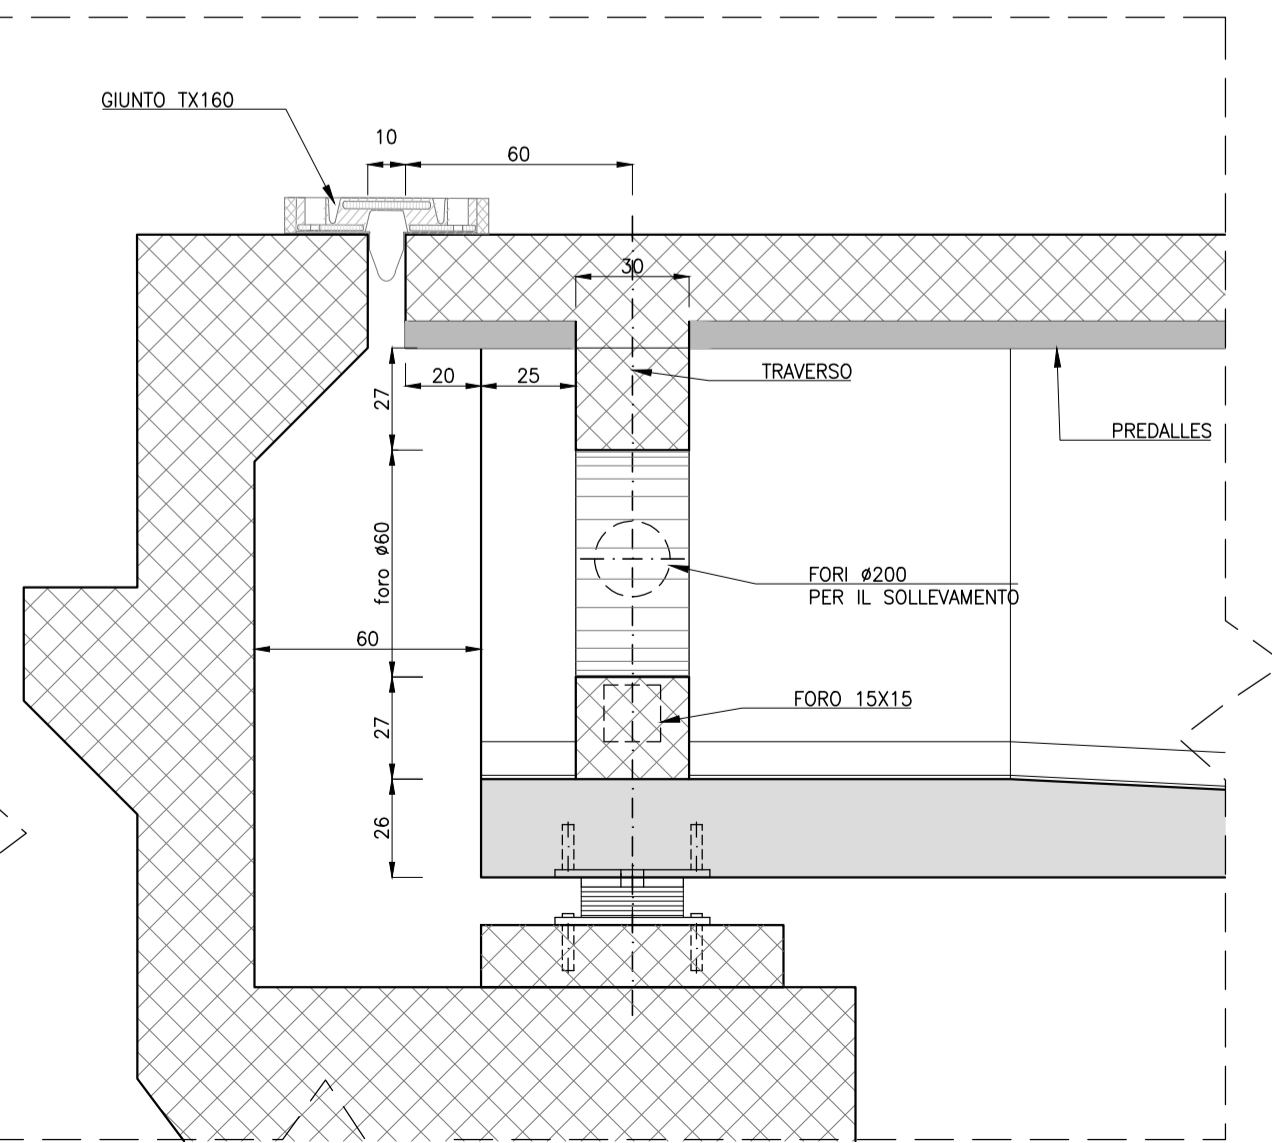 GIUNTO TX160
10
60
30
20
25
27
TRAVERSO
PREDALLES
foro ø60
FORI ø200
PER IL SOLLEVAMENTO
60
27
FORO 15X15
26